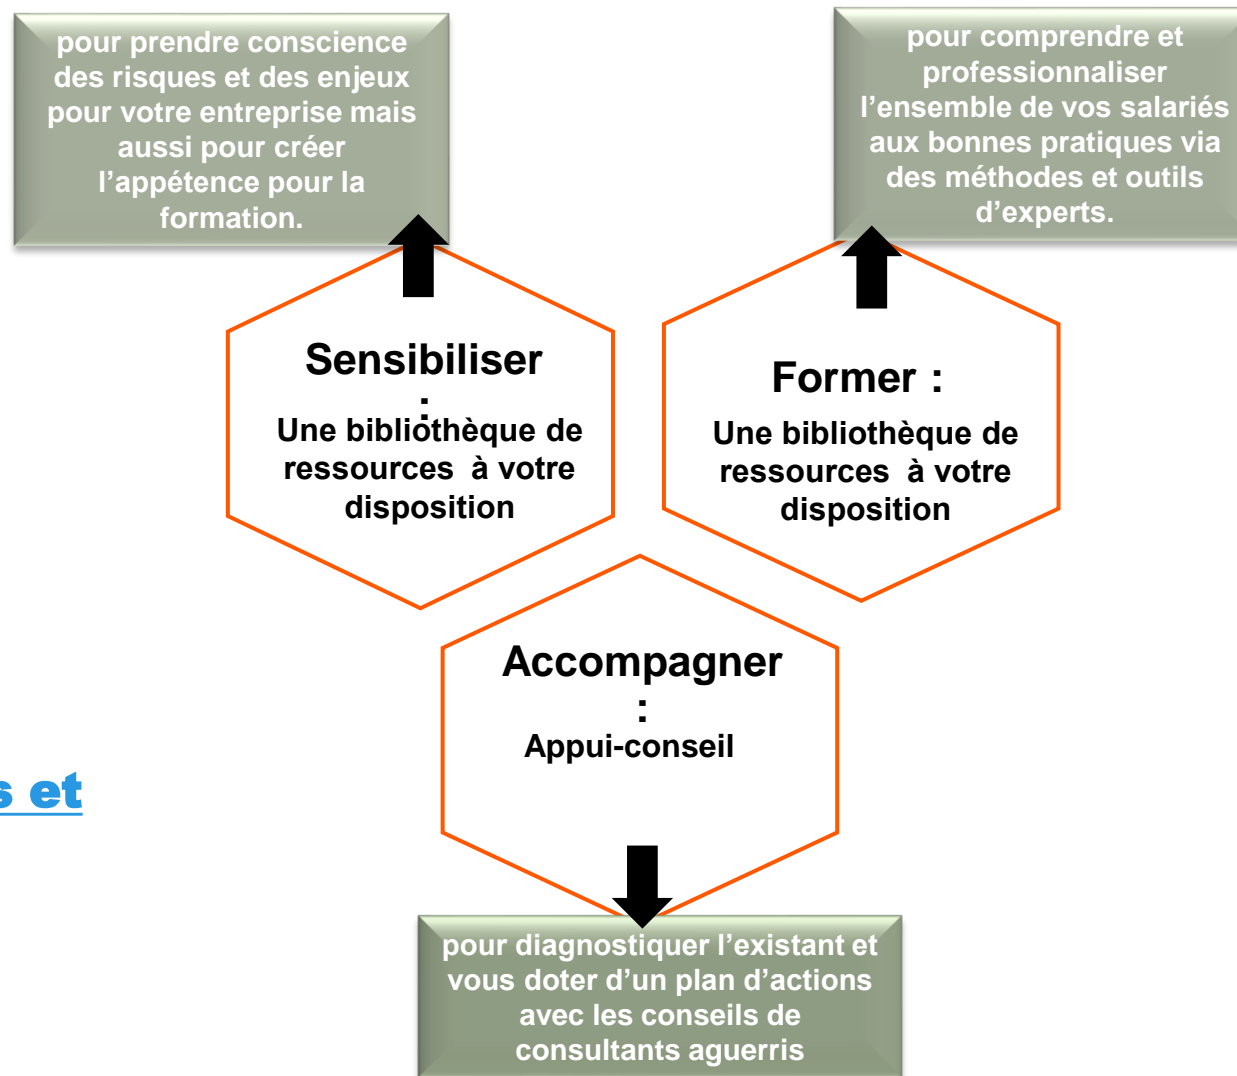 pour prendre conscience
des risques et des enjeux
pour votre entreprise mais
aussi pour créer
l’appétence pour la
formation.
pour comprendre et
professionnaliser
l’ensemble de vos salariés
aux bonnes pratiques via
des méthodes et outils
d’experts.
Sensibiliser
:
Une bibliothèque de
ressources à votre
disposition
Former :
Une bibliothèque de
ressources à votre
disposition
Accompagner
:
Appui-conseil
s et
pour diagnostiquer l’existant et
vous doter d’un plan d’actions
avec les conseils de
consultants aguerris